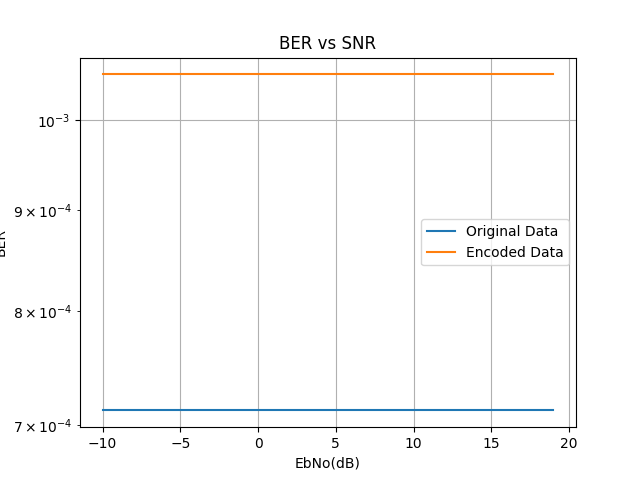 BER vs SNR
10⁻³
9 × 10⁻⁴
8 × 10⁻⁴
7 × 10⁻⁴
BER
Original Data
Encoded Data
−10 −5 0 5 10 15 20
EbNo(dB)